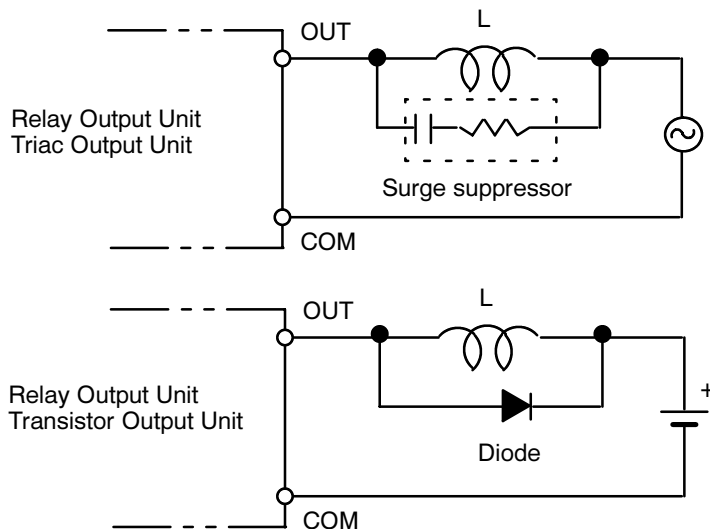 OUT
L
Relay Output Unit
Triac Output Unit
Surge suppressor
COM
OUT
L
Relay Output Unit
Transistor Output Unit
+
Diode
COM